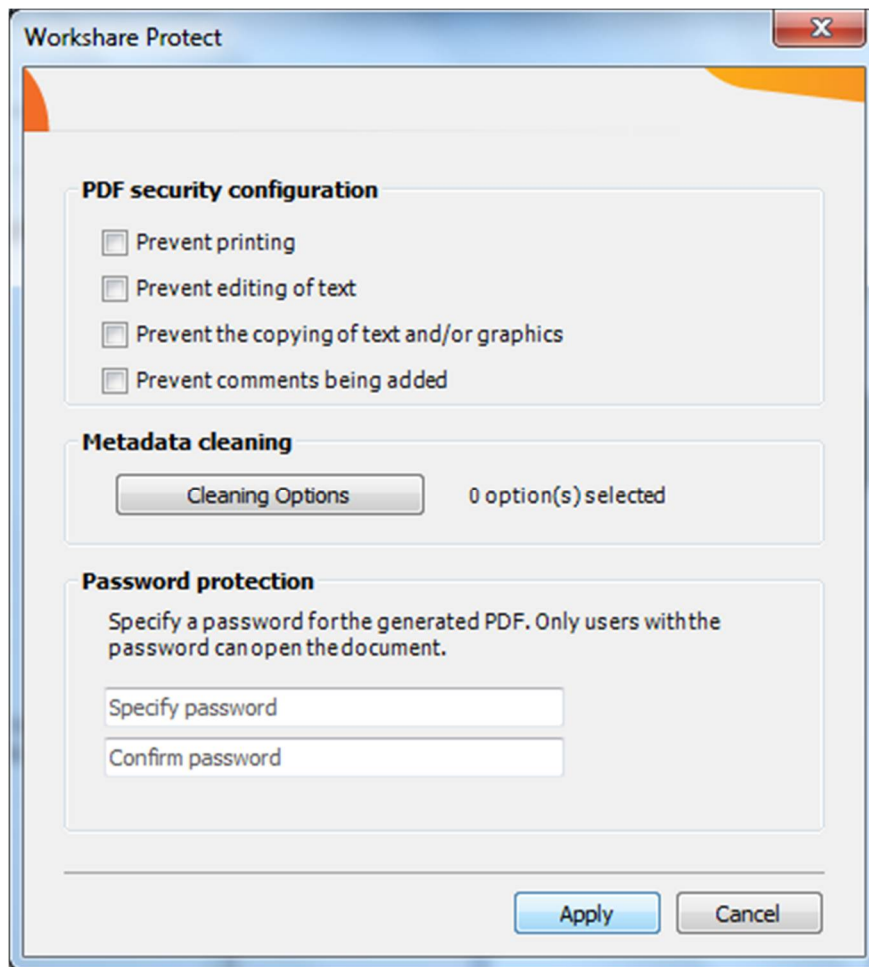 Workshare Protect
PDF security configuration
Prevent printing
Prevent editing of text
Prevent the copying of text and/or graphics
Prevent comments being added
Metadata cleaning
Cleaning Options
0 option(s) selected
Password protection
Specify a password for the generated PDF. Only users with the
password can open the document.
Specify password
Confirm password
Apply
Cancel